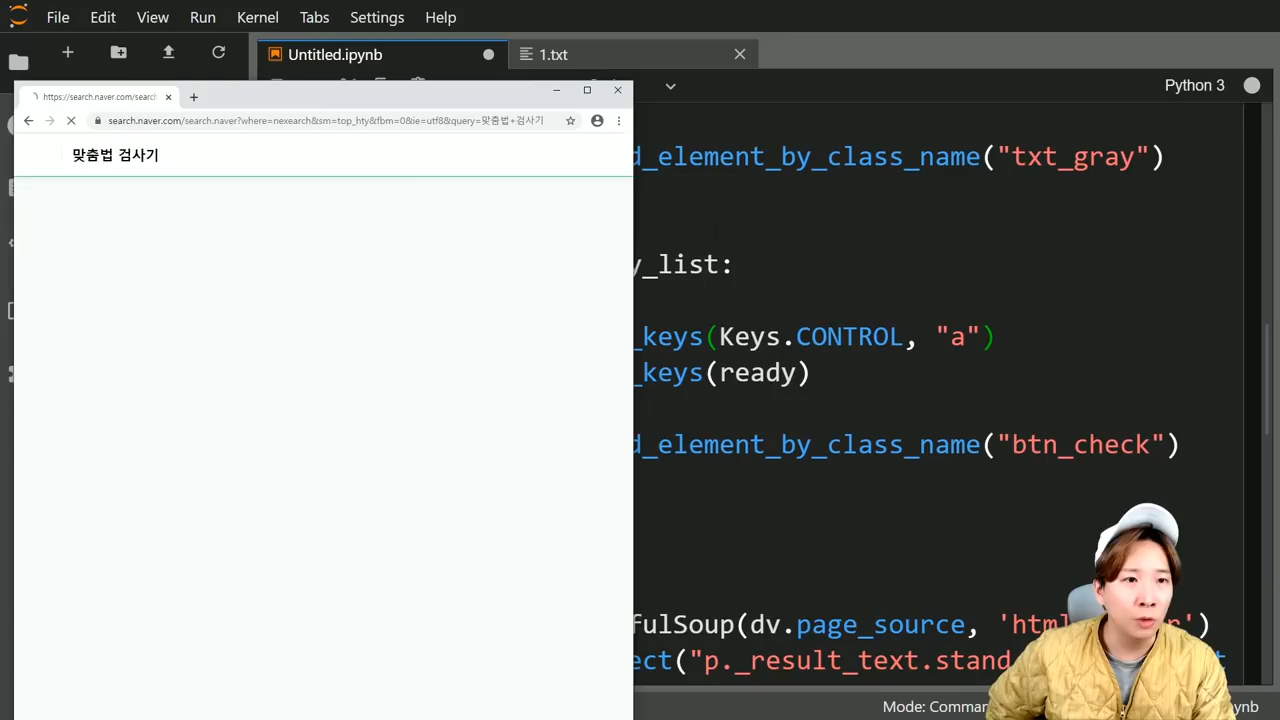 File Edit View Run Kernel Tabs Settings Help
Untitled.ipynb
1.txt
Python 3
https://search.naver.com/search
search.naver.com/search.naver?where=nexearch&sm=top_hty&fbm=0&ie=utf8&query=맞춤법+검사기
맞춤법 검사기
d_element_by_class_name("txt_gray")
y_list:
_keys(Keys.CONTROL, "a")
_keys(ready)
d_element_by_class_name("btn_check")
fulSoup(dv.page_source, 'html r')
ect("p._result_text.stand t
Mode: Comman ynb